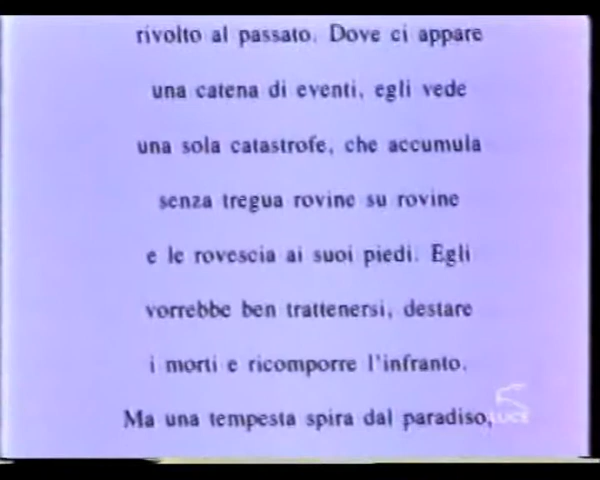 rivolto al passato. Dove ci appare
una catena di eventi, egli vede
una sola catastrofe, che accumula
senza tregua rovine su rovine
e le rovescia ai suoi piedi. Egli
vorrebbe ben trattenersi, destare
i morti e ricomporre l'infranto.
Ma una tempesta spira dal paradiso,
LUCE